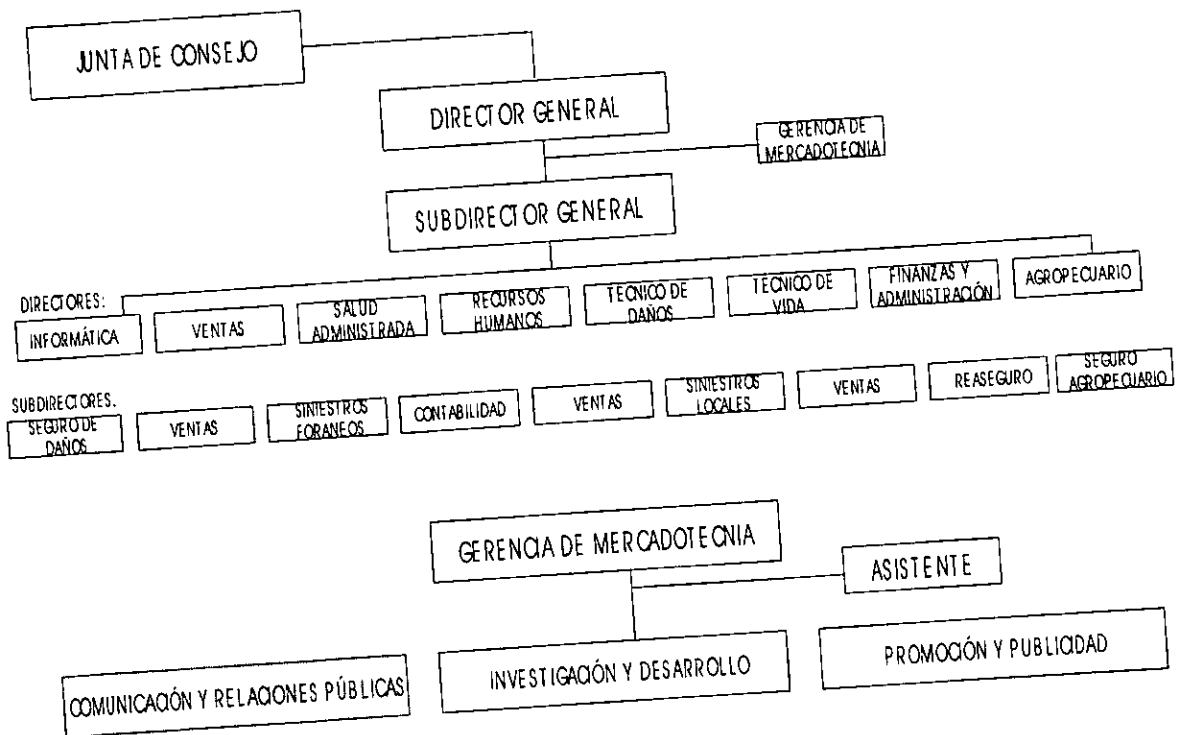 JUNTA DE CONSEJO
DIRECTOR GENERAL
GERENCIA DE
MERCADOTECNIA
SUBDIRECTOR GENERAL
DIRECTORES:
INFORMÁTICA
VENTAS
SALUD
ADMINISTRADA
RECURSOS
HUMANOS
TECNICO DE
DAÑOS
TÉCNICO DE
VIDA
FINANZAS Y
ADMINISTRACIÓN
AGROPECUARIO
SUBDIRECTORES.
SEGURO DE
DAÑOS
VENTAS
SINIESTROS
FORANEOS
CONTABILIDAD
VENTAS
SINIESTROS
LOCALES
VENTAS
REASEGURO
SEGURO
AGROPECUARIO
GERENCIA DE MERCADOTECNIA
ASISTENTE
COMUNICACIÓN Y RELACIONES PÚBLICAS
INVESTIGACIÓN Y DESARROLLO
PROMOCIÓN Y PUBLICIDAD